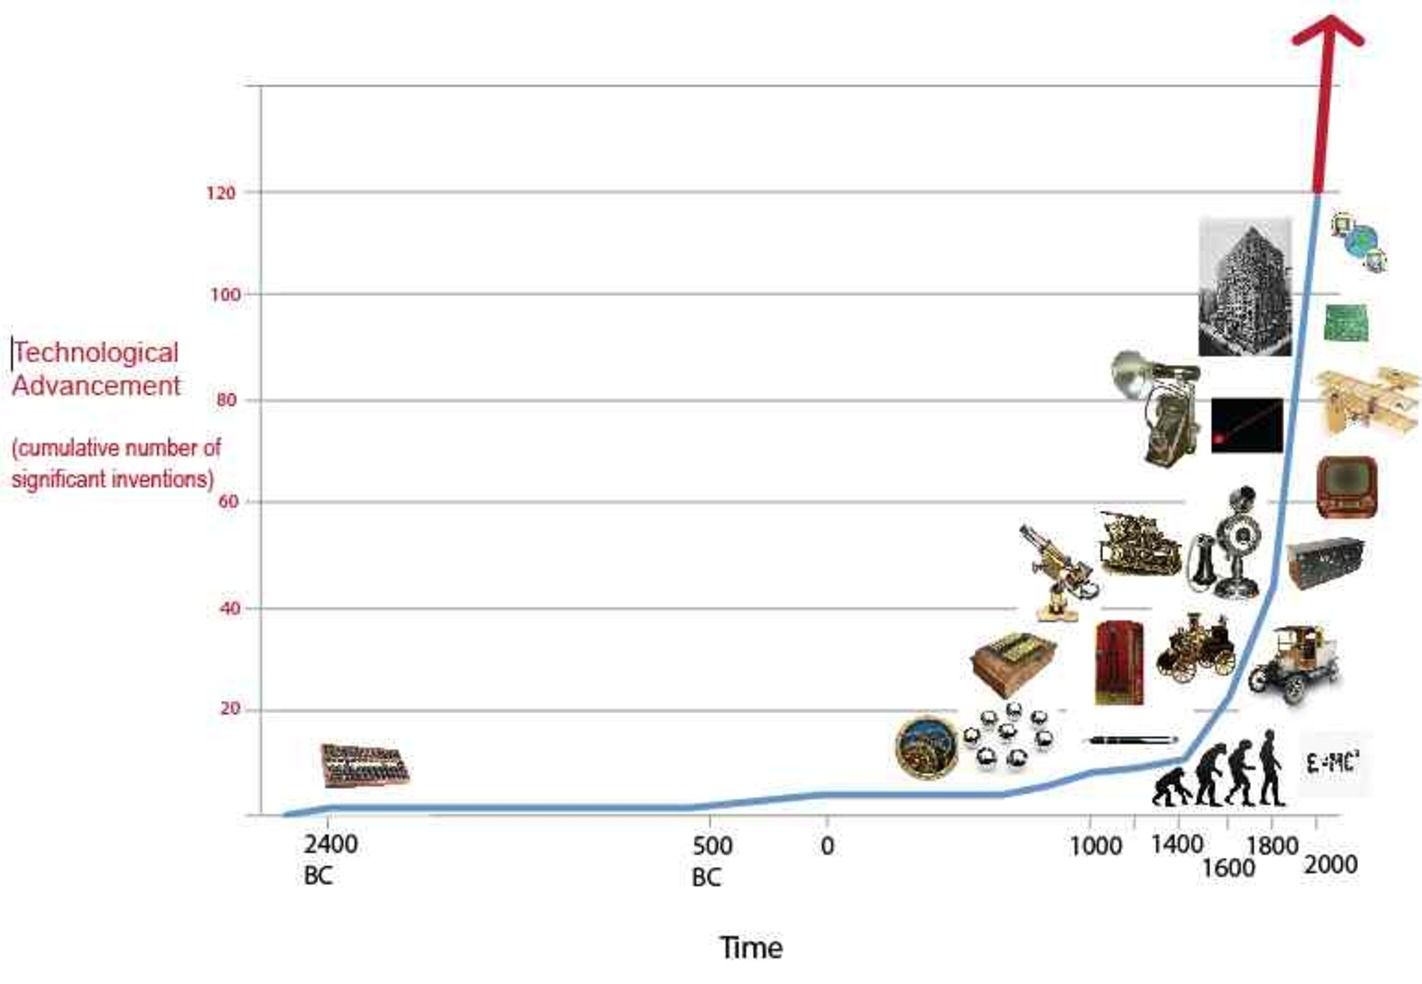 120
100
Technological
Advancement
80
(cumulative number of
significant inventions)
60
40
20
E=MC²
2400
BC
500
BC
0
1000
1400
1600
1800
2000
Time